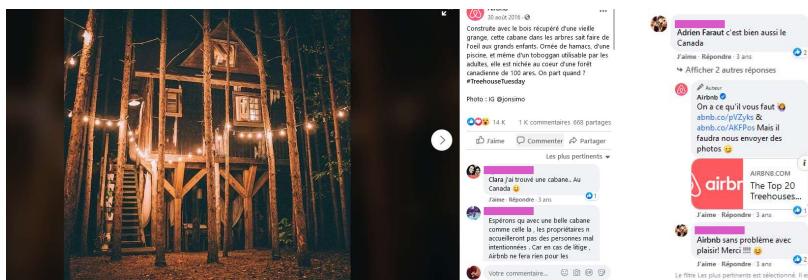 Airbnb
30 août 2016
Construite avec le bois récupéré d'une vieille
grange, cette cabane dans les arbres sait faire de
l'oeil aux grands enfants. Ornée de hamacs, d'une
piscine, et même d'un toboggan utilisable par les
adultes, elle est nichée au coeur d'une forêt
canadienne de 100 ares. On part quand ?
#TreehouseTuesday
Photo : IG @jonsimo
14 K 1 K commentaires 668 partages
J'aime Commenter Partager
Les plus pertinents
Clara j'ai trouvé une cabane.. Au
Canada
1
J'aime · Répondre · 3 ans
Espérons qu avec une belle cabane
comme celle la , les propriétaires n
accueilleront pas des personnes mal
intentionnées . Car en cas de litige ,
Airbnb ne fera rien pour les
Votre commentaire...
Adrien Faraut c'est bien aussi le
Canada
2
J'aime · Répondre · 3 ans
Afficher 2 autres réponses
Auteur
Airbnb
On a ce qu'il vous faut
abnb.co/pVZyks &
abnb.co/AKFPos Mais il
faudra nous envoyer des
photos
i
airbn
AIRBNB.COM
The Top 20
Treehouses...
1
J'aime · Répondre · 3 ans
Airbnb sans problème avec
plaisir! Merci !!!!
2
J'aime · Répondre · 3 ans
Le filtre Les plus pertinents est sélectionné. Il se